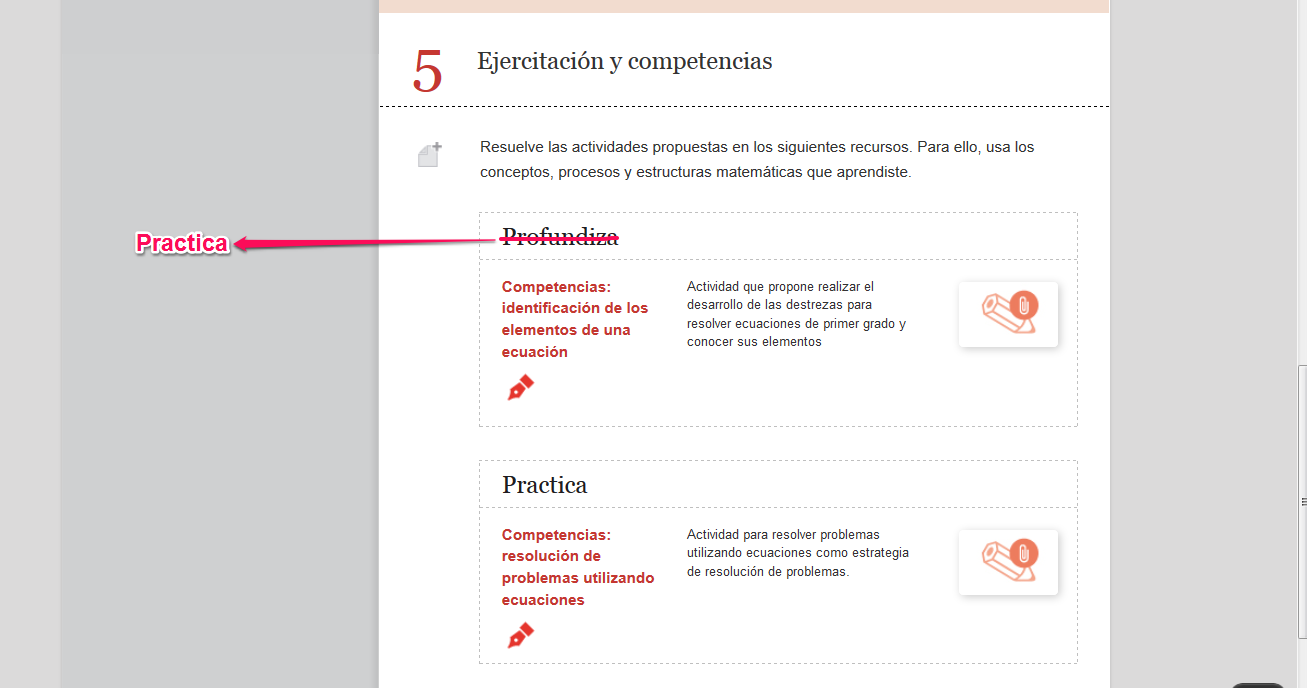 5
Ejercitación y competencias
Resuelve las actividades propuestas en los siguientes recursos. Para ello, usa los
conceptos, procesos y estructuras matemáticas que aprendiste.
Practica
Profundiza
Competencias:
identificación de los
elementos de una
ecuación
Actividad que propone realizar el
desarrollo de las destrezas para
resolver ecuaciones de primer grado y
conocer sus elementos
Practica
Competencias:
resolución de
problemas utilizando
ecuaciones
Actividad para resolver problemas
utilizando ecuaciones como estrategia
de resolución de problemas.